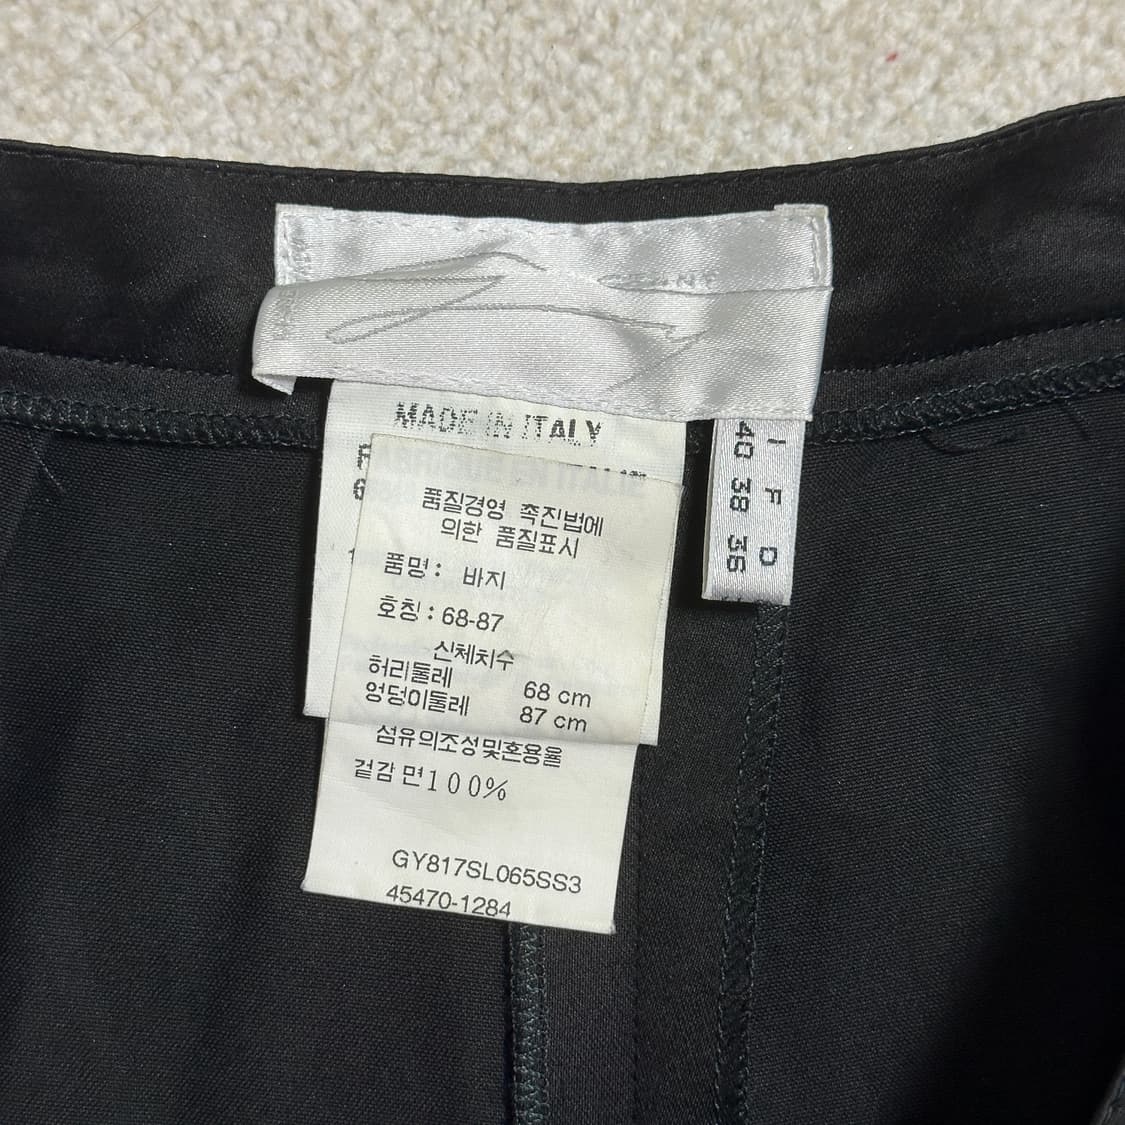 MADE IN ITALY
FABRIQUE EN ITALIE
품질경영 촉진법에
의한 품질표시
품명: 바지
호칭: 68-87
신체치수
허리둘레 68 cm
엉덩이둘레 87 cm
섬유의조성및혼용율
겉감 면100%
GY817SL065SS3
45470-1284
I 40
F 38
D 36